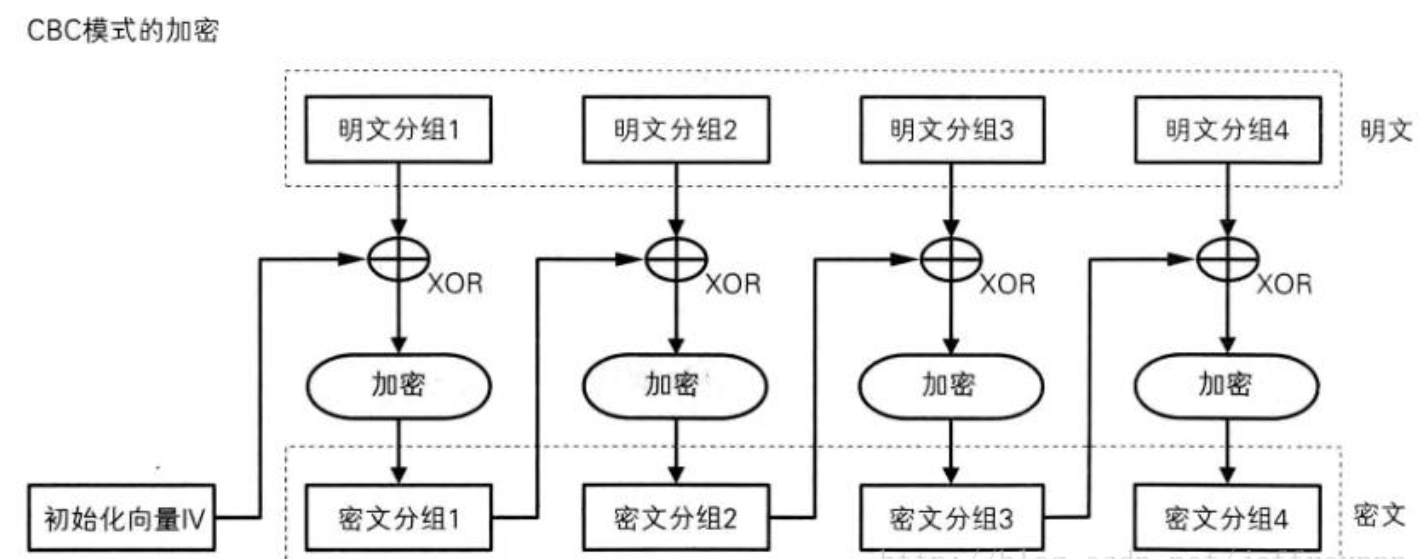 CBC模式的加密
明文分组1 明文分组2 明文分组3 明文分组4 明文
XOR XOR XOR XOR
加密 加密 加密 加密
初始化向量IV 密文分组1 密文分组2 密文分组3 密文分组4 密文